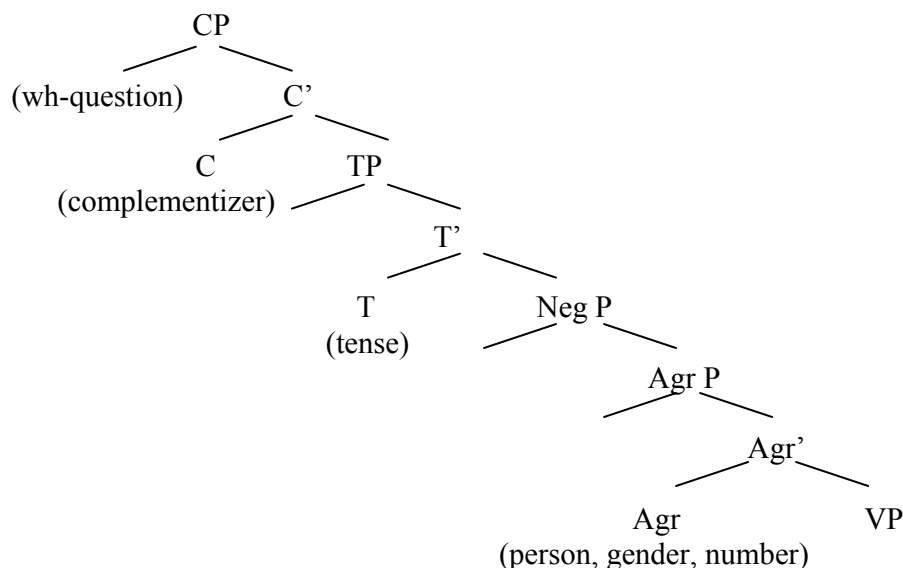 CP
(wh-question) C’
C TP
(complementizer)
T’
T Neg P
(tense)
Agr P
Agr’
Agr VP
(person, gender, number)